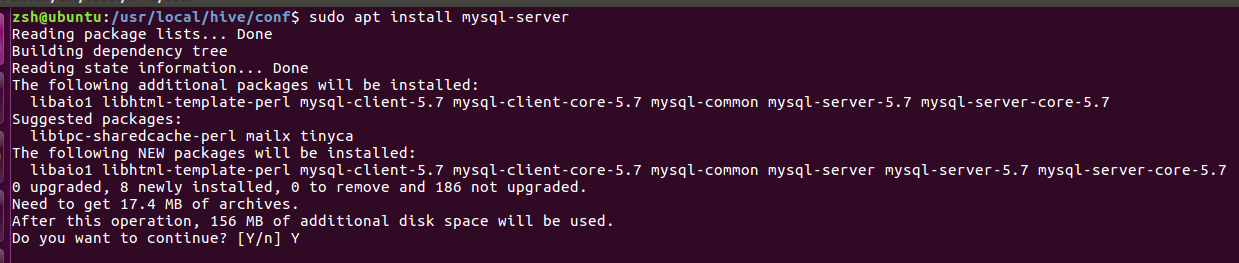 zsh@ubuntu:/usr/local/hive/conf$ sudo apt install mysql-server
Reading package lists... Done
Building dependency tree
Reading state information... Done
The following additional packages will be installed:
  libaio1 libhtml-template-perl mysql-client-5.7 mysql-client-core-5.7 mysql-common mysql-server-5.7 mysql-server-core-5.7
Suggested packages:
  libipc-sharedcache-perl mailx tinyca
The following NEW packages will be installed:
  libaio1 libhtml-template-perl mysql-client-5.7 mysql-client-core-5.7 mysql-common mysql-server mysql-server-5.7 mysql-server-core-5.7
0 upgraded, 8 newly installed, 0 to remove and 186 not upgraded.
Need to get 17.4 MB of archives.
After this operation, 156 MB of additional disk space will be used.
Do you want to continue? [Y/n] Y